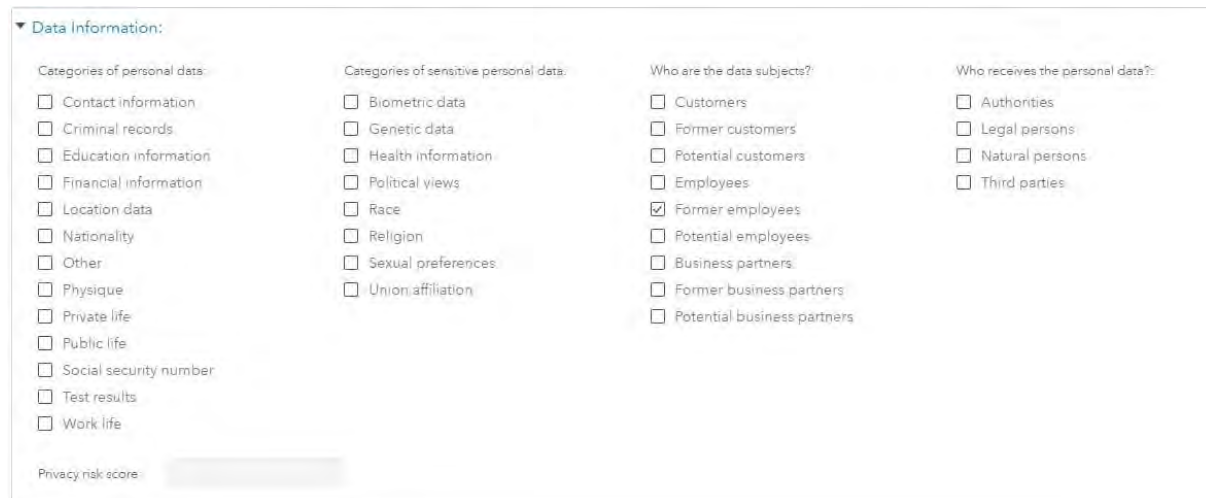 Data Information:
Categories of personal data:
Contact information
Criminal records
Education information
Financial information
Location data
Nationality
Other
Physique
Private life
Public life
Social security number
Test results
Work life
Categories of sensitive personal data:
Biometric data
Genetic data
Health information
Political views
Race
Religion
Sexual preferences
Union affiliation
Who are the data subjects?
Customers
Former customers
Potential customers
Employees
Former employees
Potential employees
Business partners
Former business partners
Potential business partners
Who receives the personal data?:
Authorities
Legal persons
Natural persons
Third parties
Privacy risk score